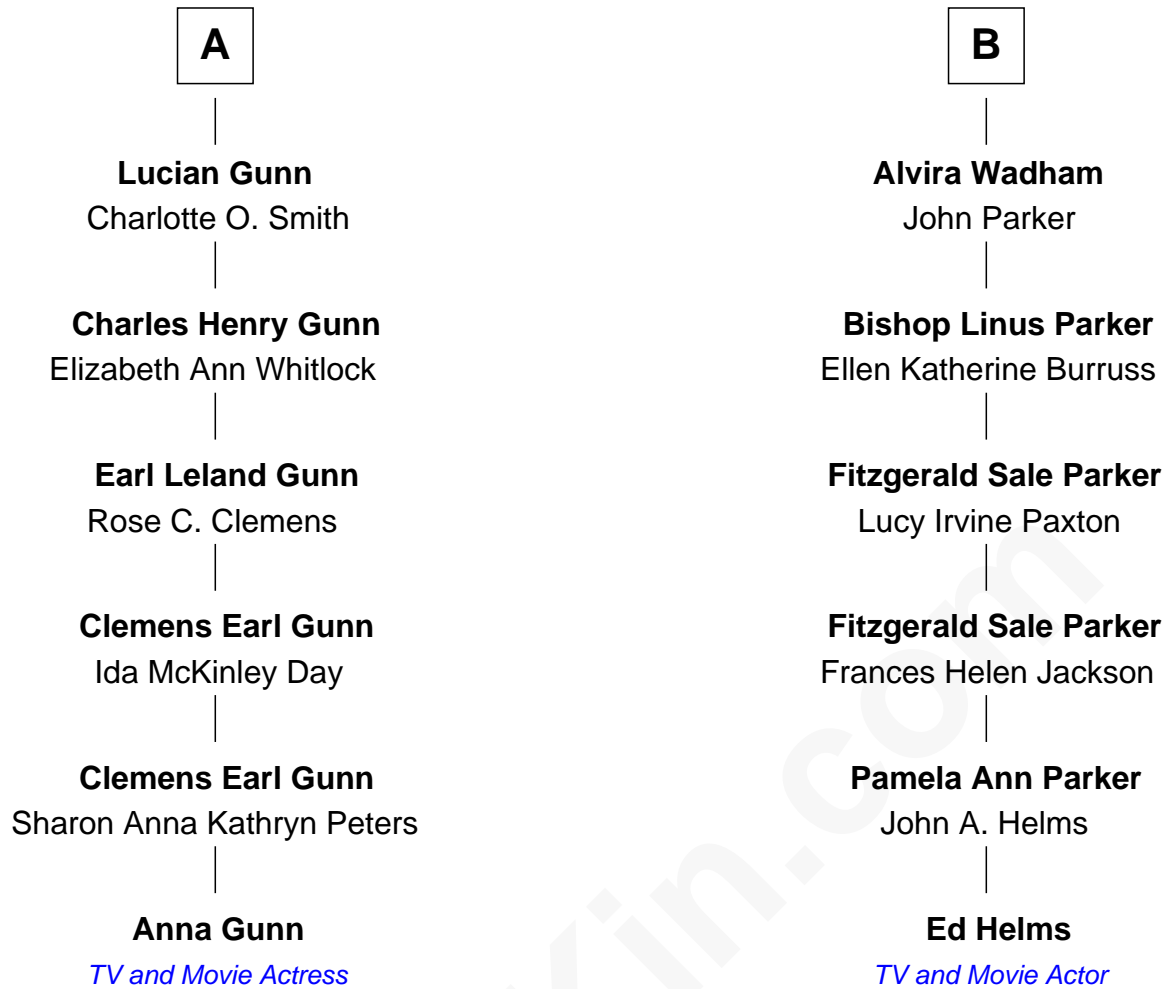 A
Lucian Gunn
Charlotte O. Smith
Charles Henry Gunn
Elizabeth Ann Whitlock
Earl Leland Gunn
Rose C. Clemens
Clemens Earl Gunn
Ida McKinley Day
Clemens Earl Gunn
Sharon Anna Kathryn Peters
Anna Gunn
TV and Movie Actress
B
Alvira Wadham
John Parker
Bishop Linus Parker
Ellen Katherine Burruss
Fitzgerald Sale Parker
Lucy Irvine Paxton
Fitzgerald Sale Parker
Frances Helen Jackson
Pamela Ann Parker
John A. Helms
Ed Helms
TV and Movie Actor